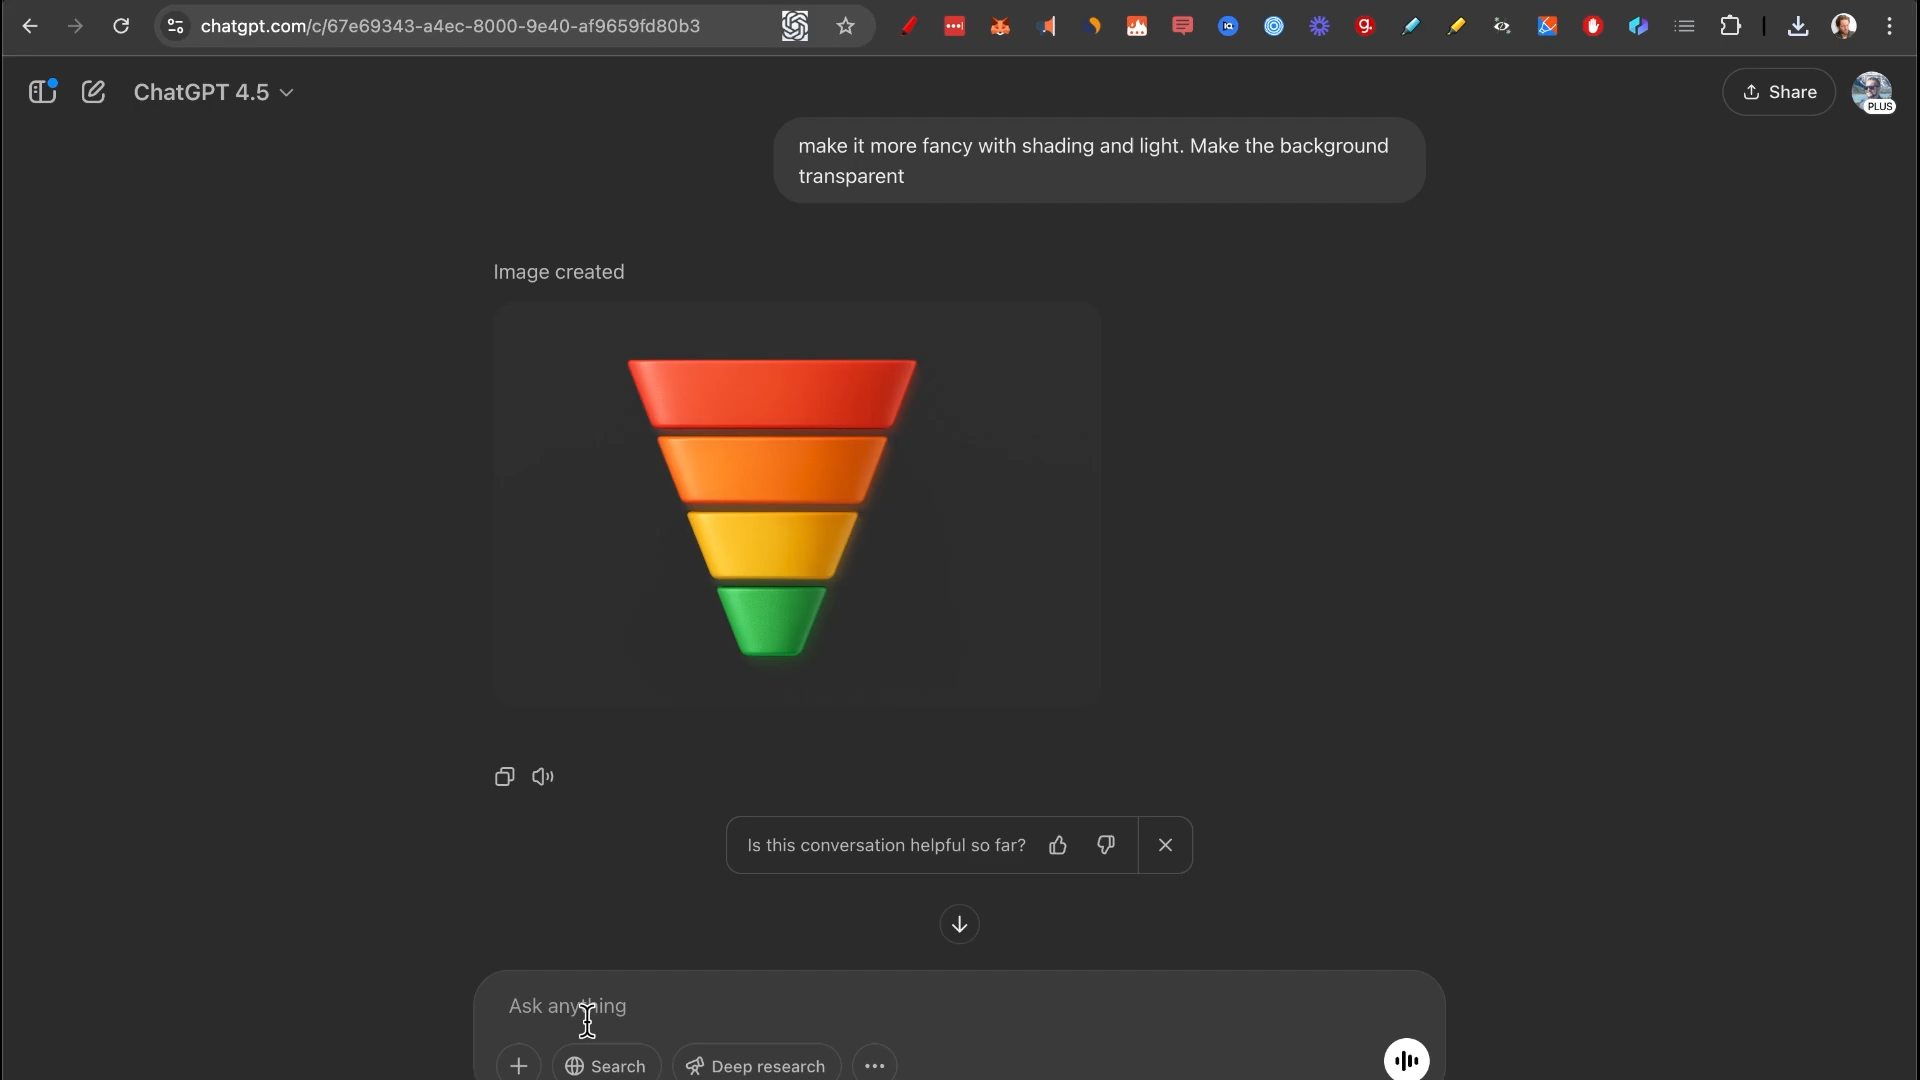 chatgpt.com/c/67e69343-a4ec-8000-9e40-af9659fd80b3
ChatGPT 4.5
Share
PLUS
make it more fancy with shading and light. Make the background
transparent
Image created
Is this conversation helpful so far?
Ask anything
Search
Deep research